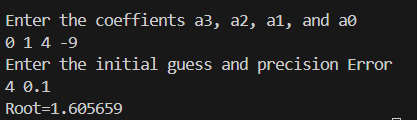 Enter the coeffients a3, a2, a1, and a0
0 1 4 -9
Enter the initial guess and precision Error
4 0.1
Root=1.605659